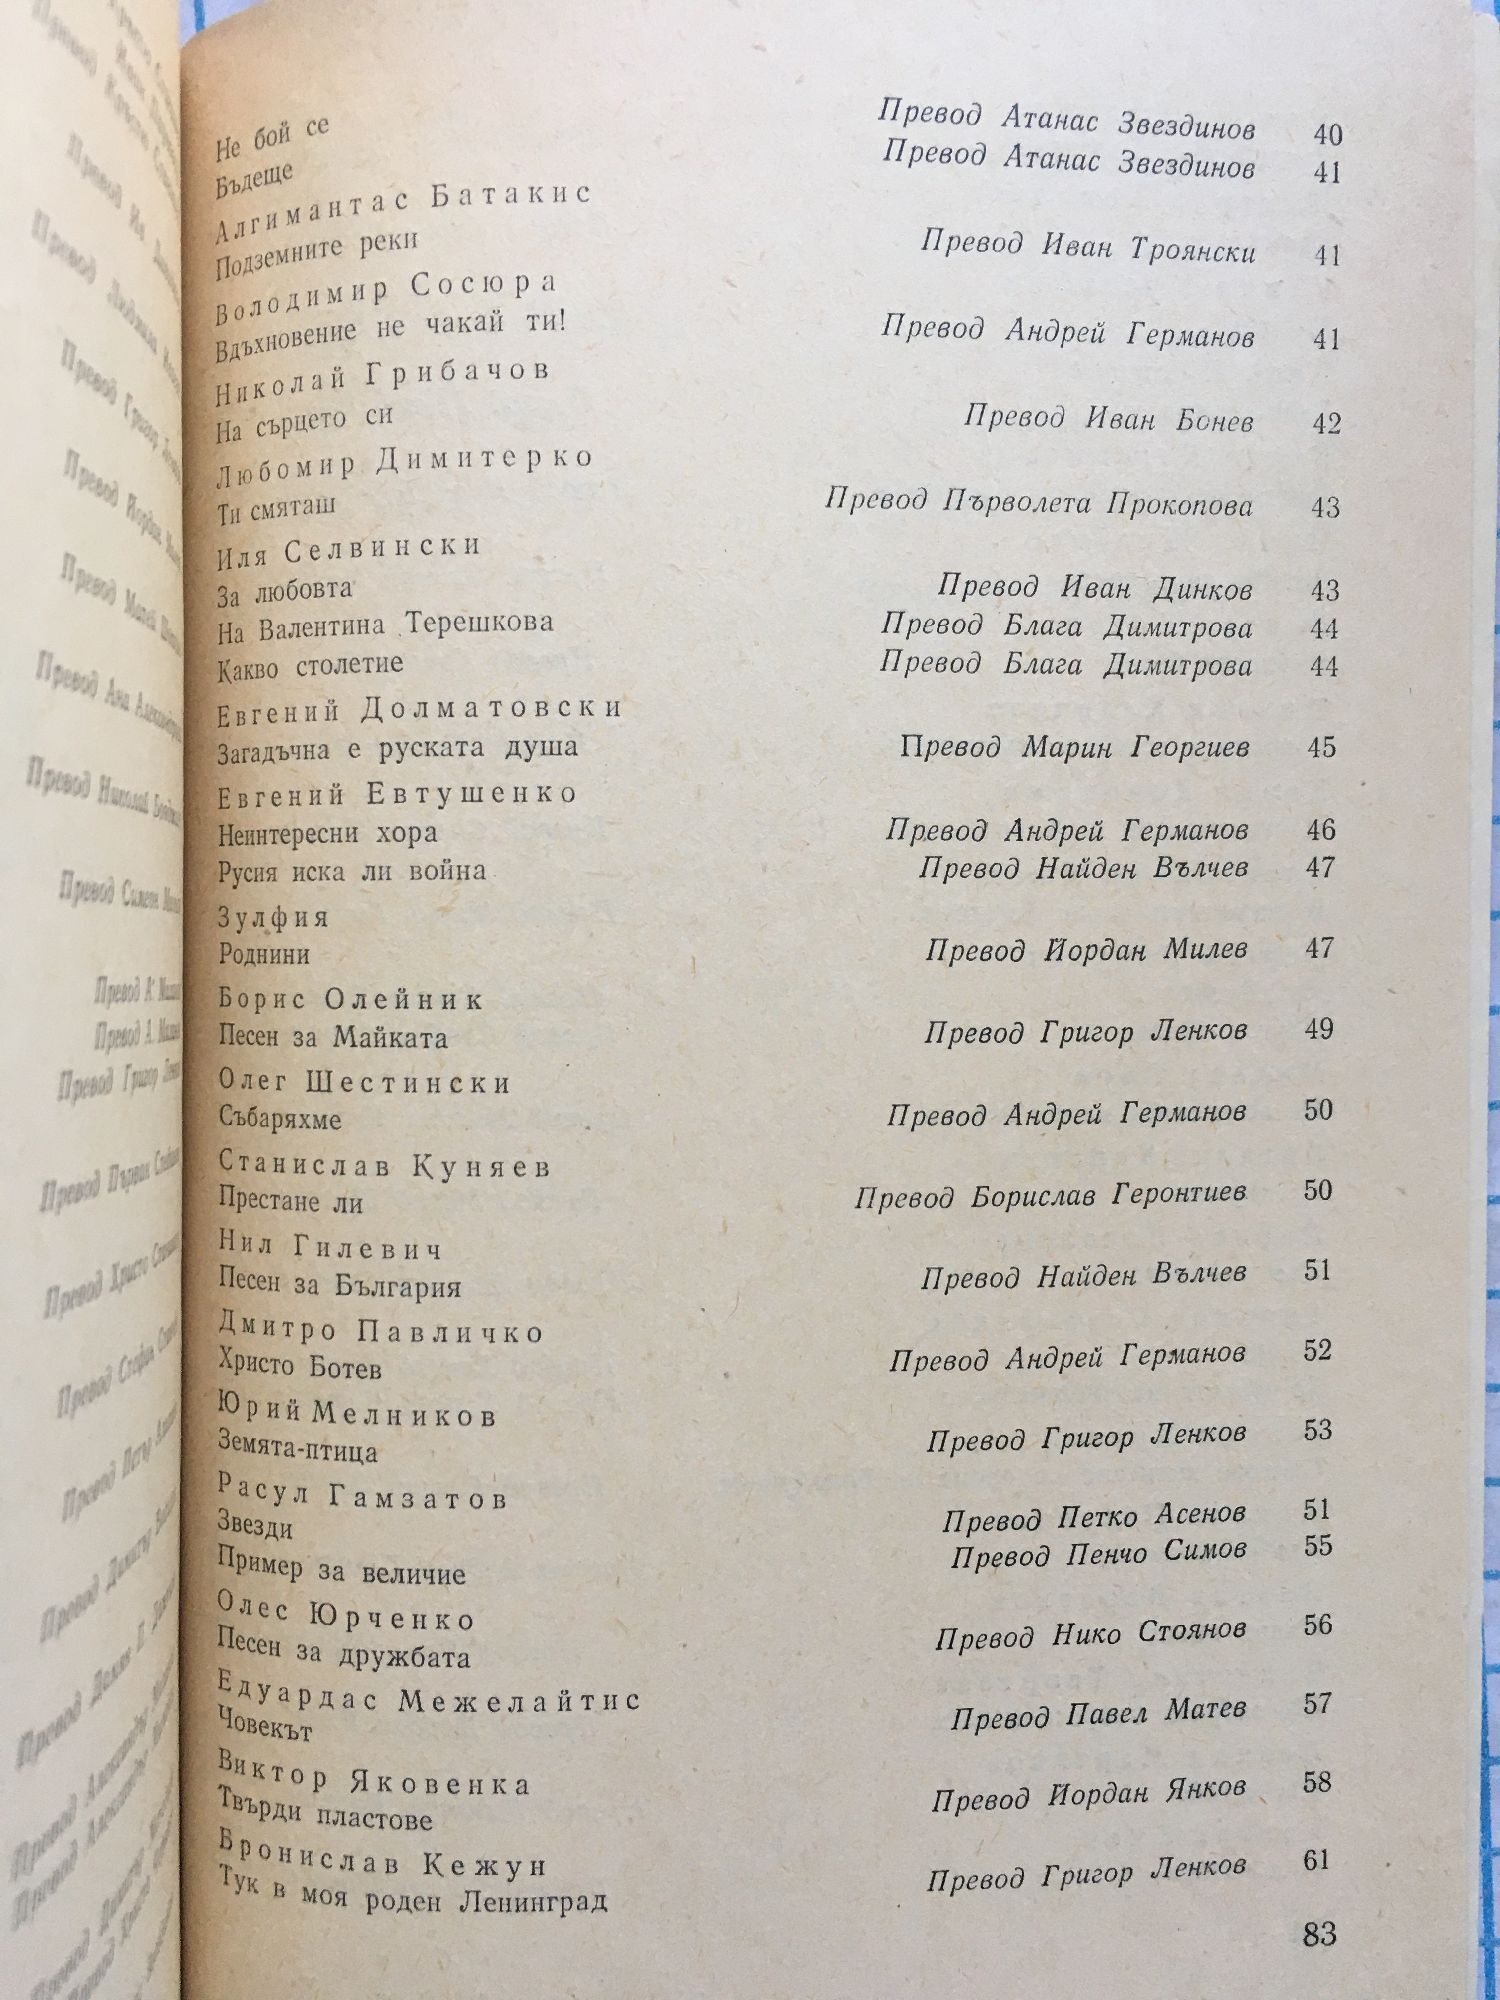 Не бой се Превод Атанас Звездинов 40
Бъдеще Превод Атанас Звездинов 41
Алгимантас Батакис
Подземните реки Превод Иван Троянски 41
Володимир Сосюра
Вдъхновение не чакай ти! Превод Андрей Германов 41
Николай Грибачов
На сърцето си Превод Иван Бонев 42
Любомир Димитерко
Ти смяташ Превод Първолета Прокопова 43
Иля Селвински
За любовта Превод Иван Динков 43
На Валентина Терешкова Превод Блага Димитрова 44
Какво столетие Превод Блага Димитрова 44
Евгений Долматовски
Загадъчна е руската душа Превод Марин Георгиев 45
Евгений Евтушенко
Неинтересни хора Превод Андрей Германов 46
Русия иска ли война Превод Найден Вълчев 47
Зулфия
Роднини Превод Йордан Милев 47
Борис Олейник
Песен за Майката Превод Григор Ленков 49
Олег Шестински
Събаряхме Превод Андрей Германов 50
Станислав Куняев
Престане ли Превод Борислав Геронтиев 50
Нил Гилевич
Песен за България Превод Найден Вълчев 51
Дмитро Павличко
Христо Ботев Превод Андрей Германов 52
Юрий Мелников
Земята-птица Превод Григор Ленков 53
Расул Гамзатов
Звезди Превод Петко Асенов 51
Пример за величие Превод Пенчо Симов 55
Олес Юрченко
Песен за дружбата Превод Нико Стоянов 56
Едуардас Межелайтис
Човекът Превод Павел Матев 57
Виктор Яковенка
Твърди пластове Превод Йордан Янков 58
Бронислав Кежун
Тук в моя роден Ленинград Превод Григор Ленков 61
83